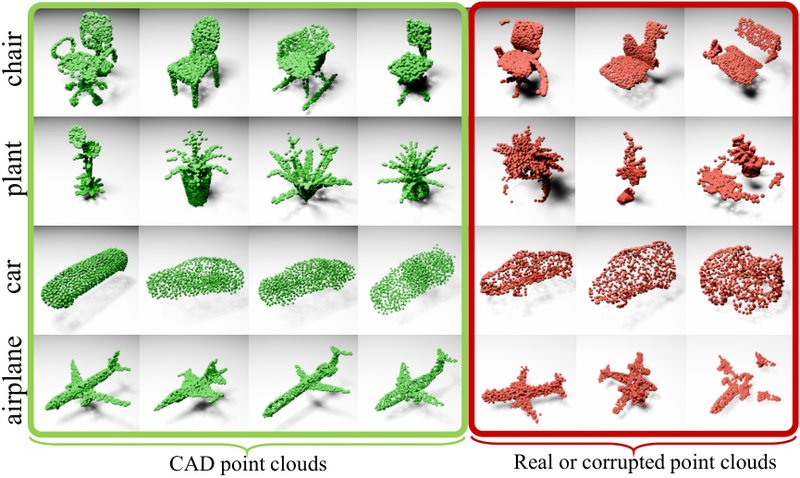 chair
plant
car
airplane
CAD point clouds
Real or corrupted point clouds